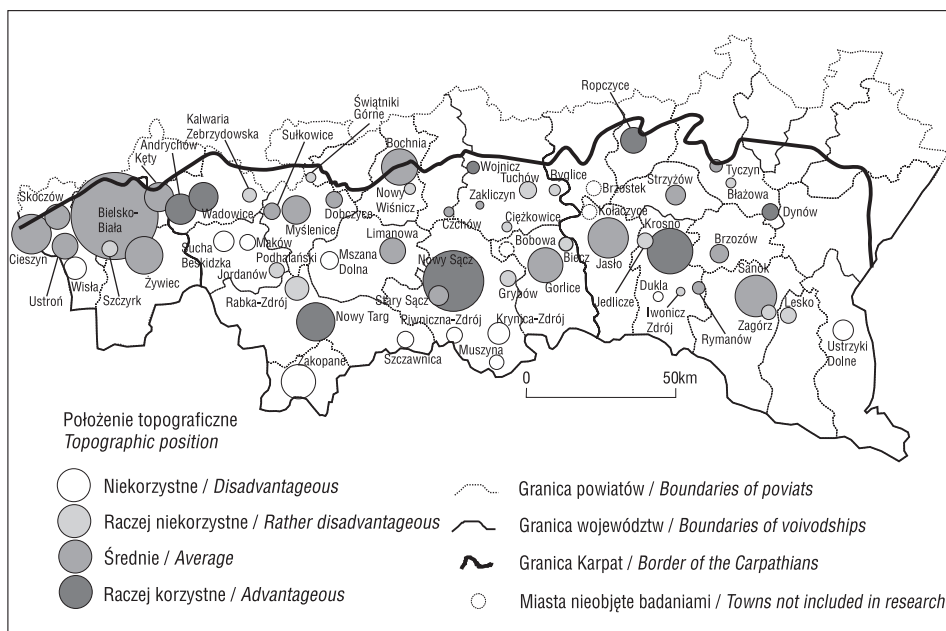 Ropczyce
Świątniki
Górne
Kalwaria
Zebrzydowska
Sułkowice
Andrychów
Kęty
Bochnia
Wojnicz
Tuchów
Ryglice
Brzostek
Strzyżów
Tyczyn
Błażowa
Dynów
Skoczów
Bielsko-
Biała
Wadowice
Nowy
Wiśnicz
Zakliczyn
Kołaczyce
Myślenice
Dobczyce
Czchów
Ciężkowice
Krosno
Cieszyn
Sucha
Beskidzka
Maków
Podhalański
Limanowa
Bobowa
Biecz
Jasło
Brzozów
Mszana
Dolna
Jordanów
Nowy Sącz
Wisła
Żywiec
Ustroń
Szczyrk
Rabka-Zdrój
Stary Sącz
Grybów
Gorlice
Jedlicze
Dukla
Iwonicz
Zdrój
Sanok
Lesko
Zagórz
Rymanów
Nowy Targ
Piwniczna-Zdrój
Krynica-Zdrój
Muszyna
Szczawnica
Ustrzyki
Dolne
Zakopane
0 50km
Położenie topograficzne
Topographic position
Niekorzystne / Disadvantageous
Raczej niekorzystne / Rather disadvantageous
Średnie / Average
Raczej korzystne / Advantageous
Granica powiatów / Boundaries of poviats
Granica województw / Boundaries of voivodships
Granica Karpat / Border of the Carpathians
Miasta nieobjęte badaniami / Towns not included in research